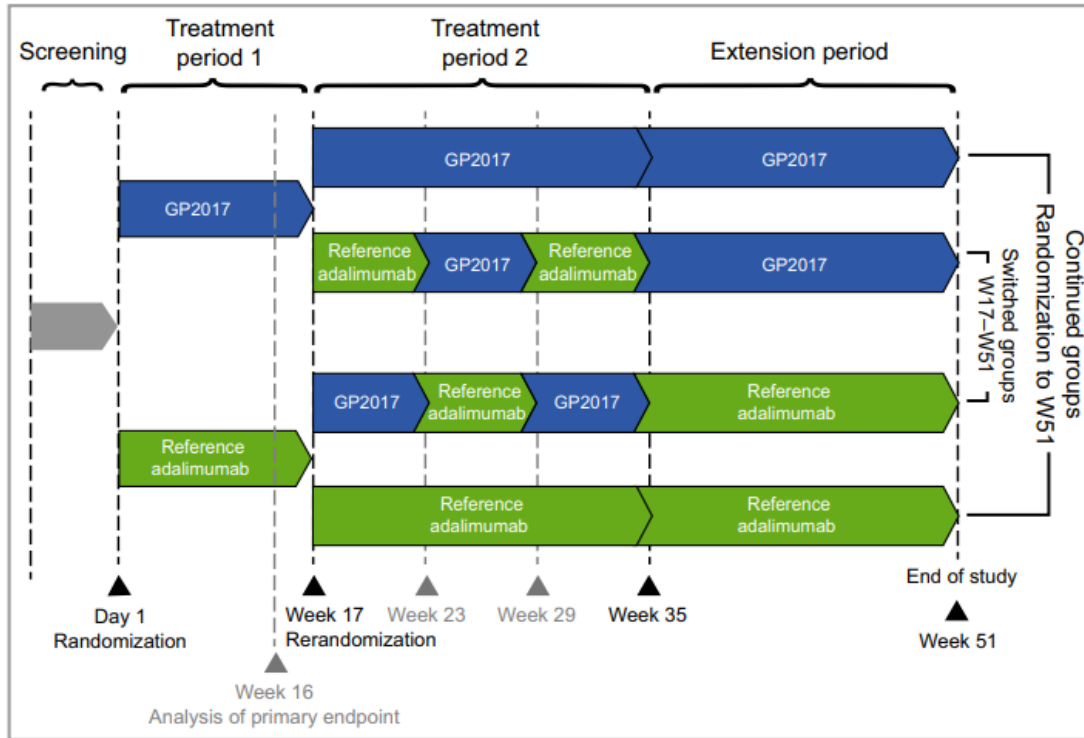 Screening
Treatment
period 1
Treatment
period 2
Extension period
GP2017
GP2017
GP2017
Reference
adalimumab
GP2017
Reference
adalimumab
GP2017
GP2017
Reference
adalimumab
GP2017
Reference
adalimumab
Reference
adalimumab
Reference
adalimumab
Reference
adalimumab
Switched groups
W17–W51
Continued groups
Randomization to W51
Day 1
Randomization
Week 16
Analysis of primary endpoint
Week 17
Rerandomization
Week 23
Week 29
Week 35
End of study
Week 51